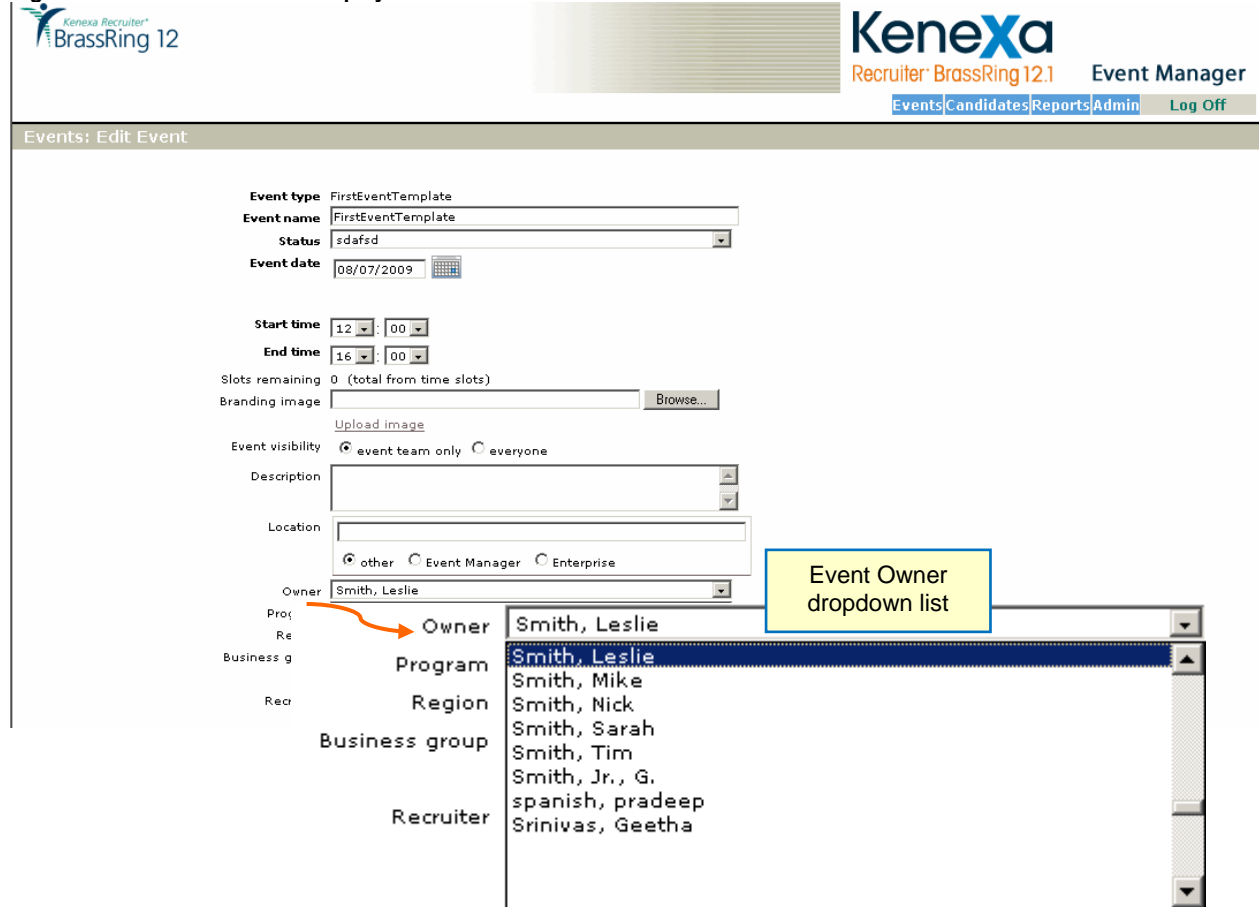 Kenexa Recruiter
BrassRing 12
Kenexa
Recruiter BrassRing 12.1 Event Manager
Events Candidates Reports Admin Log Off
Events: Edit Event
Event type FirstEventTemplate
Event name FirstEventTemplate
Status sdafsd
Event date 08/07/2009
Start time 12 : 00
End time 16 : 00
Slots remaining 0 (total from time slots)
Branding image Browse...
Upload image
Event visibility event team only everyone
Description
Location
other Event Manager Enterprise
Event Owner
dropdown list
Owner Smith, Leslie
Business g
Owner Smith, Leslie
Program Smith, Leslie
Smith, Mike
Region Smith, Nick
Smith, Sarah
Business group
Smith, Tim
Smith, Jr., G.
spanish, pradeep
Recruiter
Srinivas, Geetha